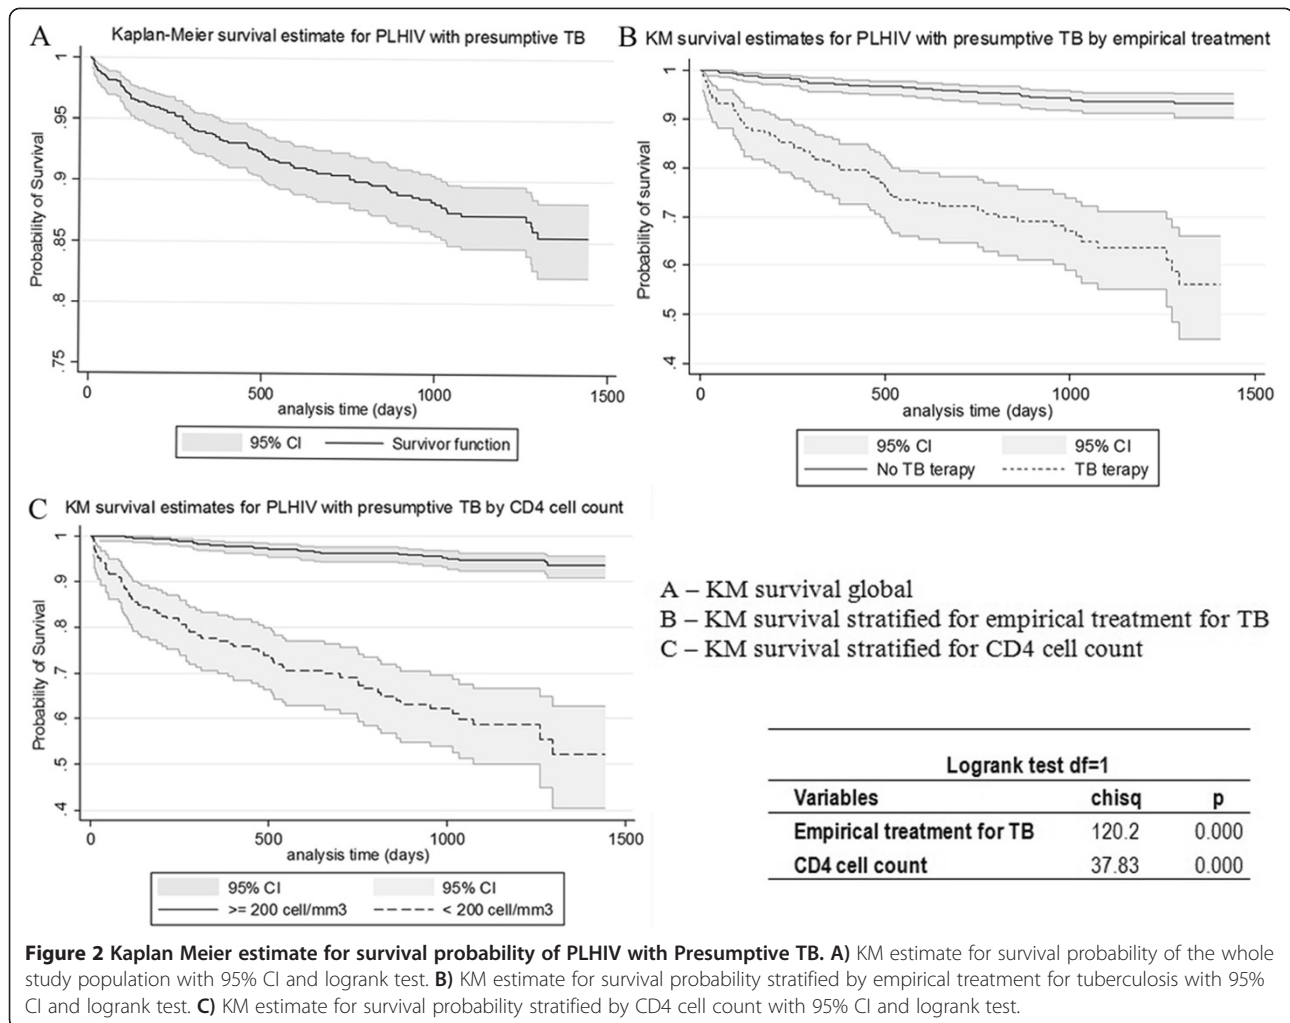 A
Kaplan-Meier survival estimate for PLHIV with presumptive TB
Probability of Survival
1
.95
.9
.85
.8
.75
0 500 1000 1500
analysis time (days)
95% CI Survivor function
B
KM survival estimates for PLHIV with presumptive TB by empirical treatment
Probability of survival
1
.9
.8
.7
.6
.5
.4
0 500 1000 1500
analysis time (days)
95% CI 95% CI
No TB terapy TB terapy
C
KM survival estimates for PLHIV with presumptive TB by CD4 cell count
Probability of Survival
1
.9
.8
.7
.6
.5
.4
0 500 1000 1500
analysis time (days)
95% CI 95% CI
>= 200 cell/mm3 < 200 cell/mm3
A – KM survival global
B – KM survival stratified for empirical treatment for TB
C – KM survival stratified for CD4 cell count
Logrank test df=1
Variables chisq p
Empirical treatment for TB 120.2 0.000
CD4 cell count 37.83 0.000
Figure 2 Kaplan Meier estimate for survival probability of PLHIV with Presumptive TB. A) KM estimate for survival probability of the whole
study population with 95% CI and logrank test. B) KM estimate for survival probability stratified by empirical treatment for tuberculosis with 95%
CI and logrank test. C) KM estimate for survival probability stratified by CD4 cell count with 95% CI and logrank test.